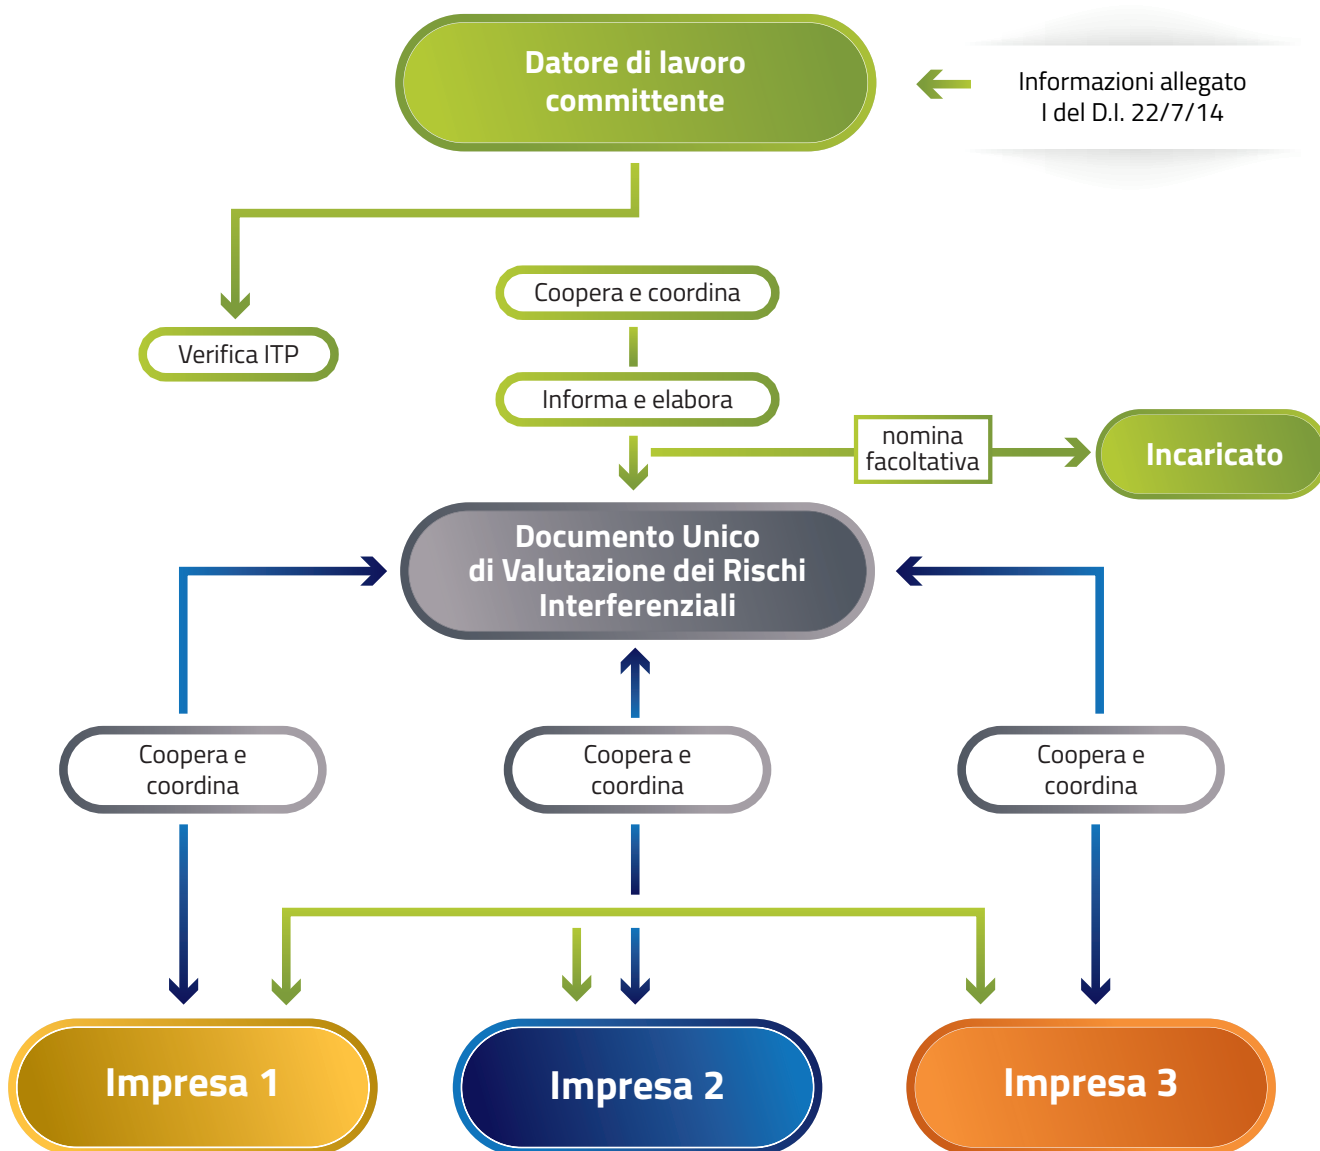 Datore di lavoro
committente
Informazioni allegato
I del D.I. 22/7/14
Coopera e coordina
Verifica ITP
Informa e elabora
nomina
facoltativa
Incaricato
Documento Unico
di Valutazione dei Rischi
Interferenziali
Coopera e
coordina
Coopera e
coordina
Coopera e
coordina
Impresa 1
Impresa 2
Impresa 3